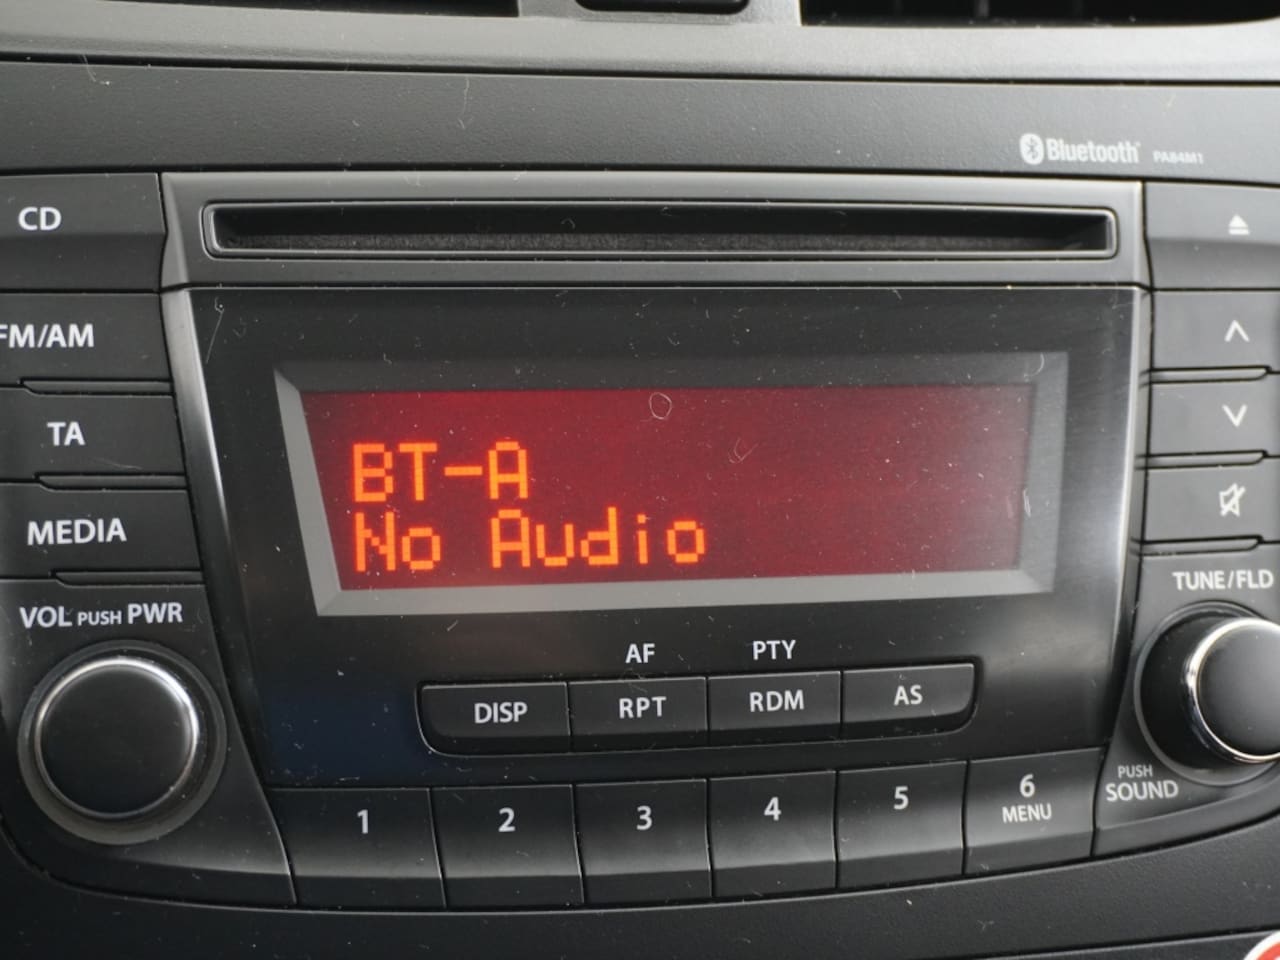 Bluetooth PA84M1
CD
FM/AM
TA
MEDIA
VOL PUSH PWR
BT-A
No Audio
AF PTY
DISP RPT RDM AS
1 2 3 4 5 6
MENU
TUNE/FLD
PUSH
SOUND